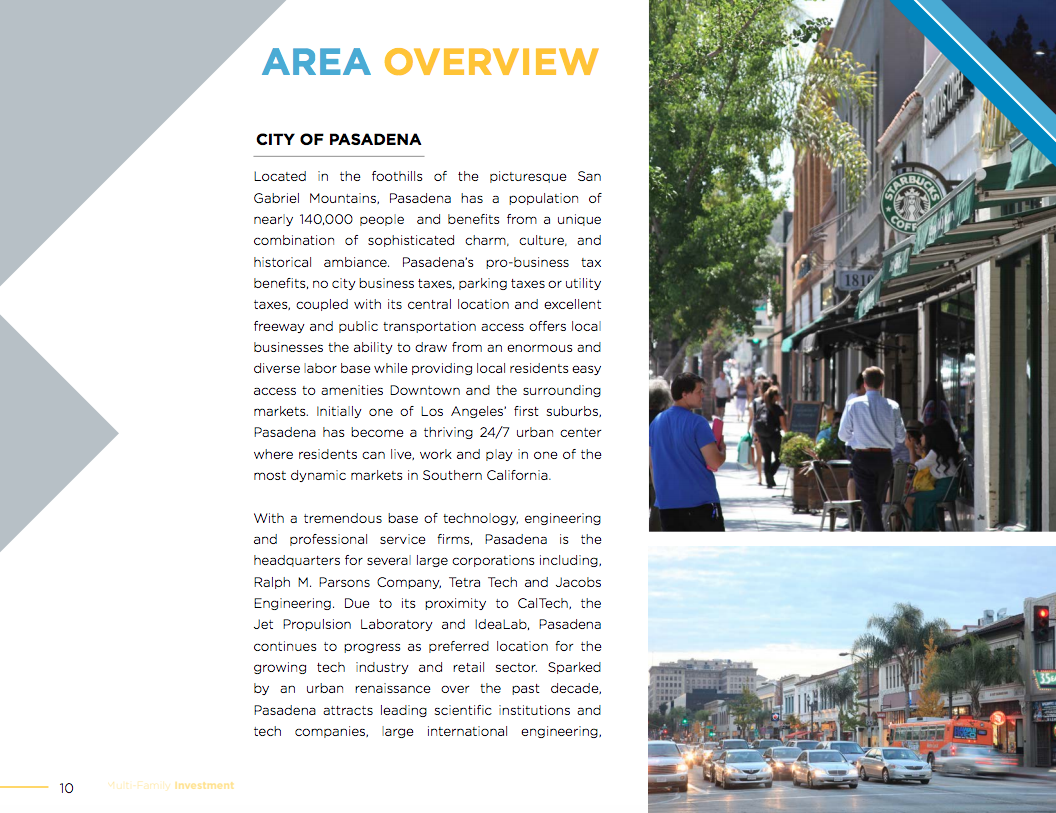 AREA OVERVIEW
CITY OF PASADENA
Located in the foothills of the picturesque San
Gabriel Mountains, Pasadena has a population of
nearly 140,000 people and benefits from a unique
combination of sophisticated charm, culture, and
historical ambiance. Pasadena's pro-business tax
benefits, no city business taxes, parking taxes or utility
taxes, coupled with its central location and excellent
freeway and public transportation access offers local
businesses the ability to draw from an enormous and
diverse labor base while providing local residents easy
access to amenities Downtown and the surrounding
markets. Initially one of Los Angeles' first suburbs,
Pasadena has become a thriving 24/7 urban center
where residents can live, work and play in one of the
most dynamic markets in Southern California.
With a tremendous base of technology, engineering
and professional service firms, Pasadena is the
headquarters for several large corporations including,
Ralph M. Parsons Company, Tetra Tech and Jacobs
Engineering. Due to its proximity to CalTech, the
Jet Propulsion Laboratory and IdeaLab, Pasadena
continues to progress as preferred location for the
growing tech industry and retail sector. Sparked
by an urban renaissance over the past decade,
Pasadena attracts leading scientific institutions and
tech companies, large international engineering,
10 Multi-Family Investment
STARBUCKS
COFFEE